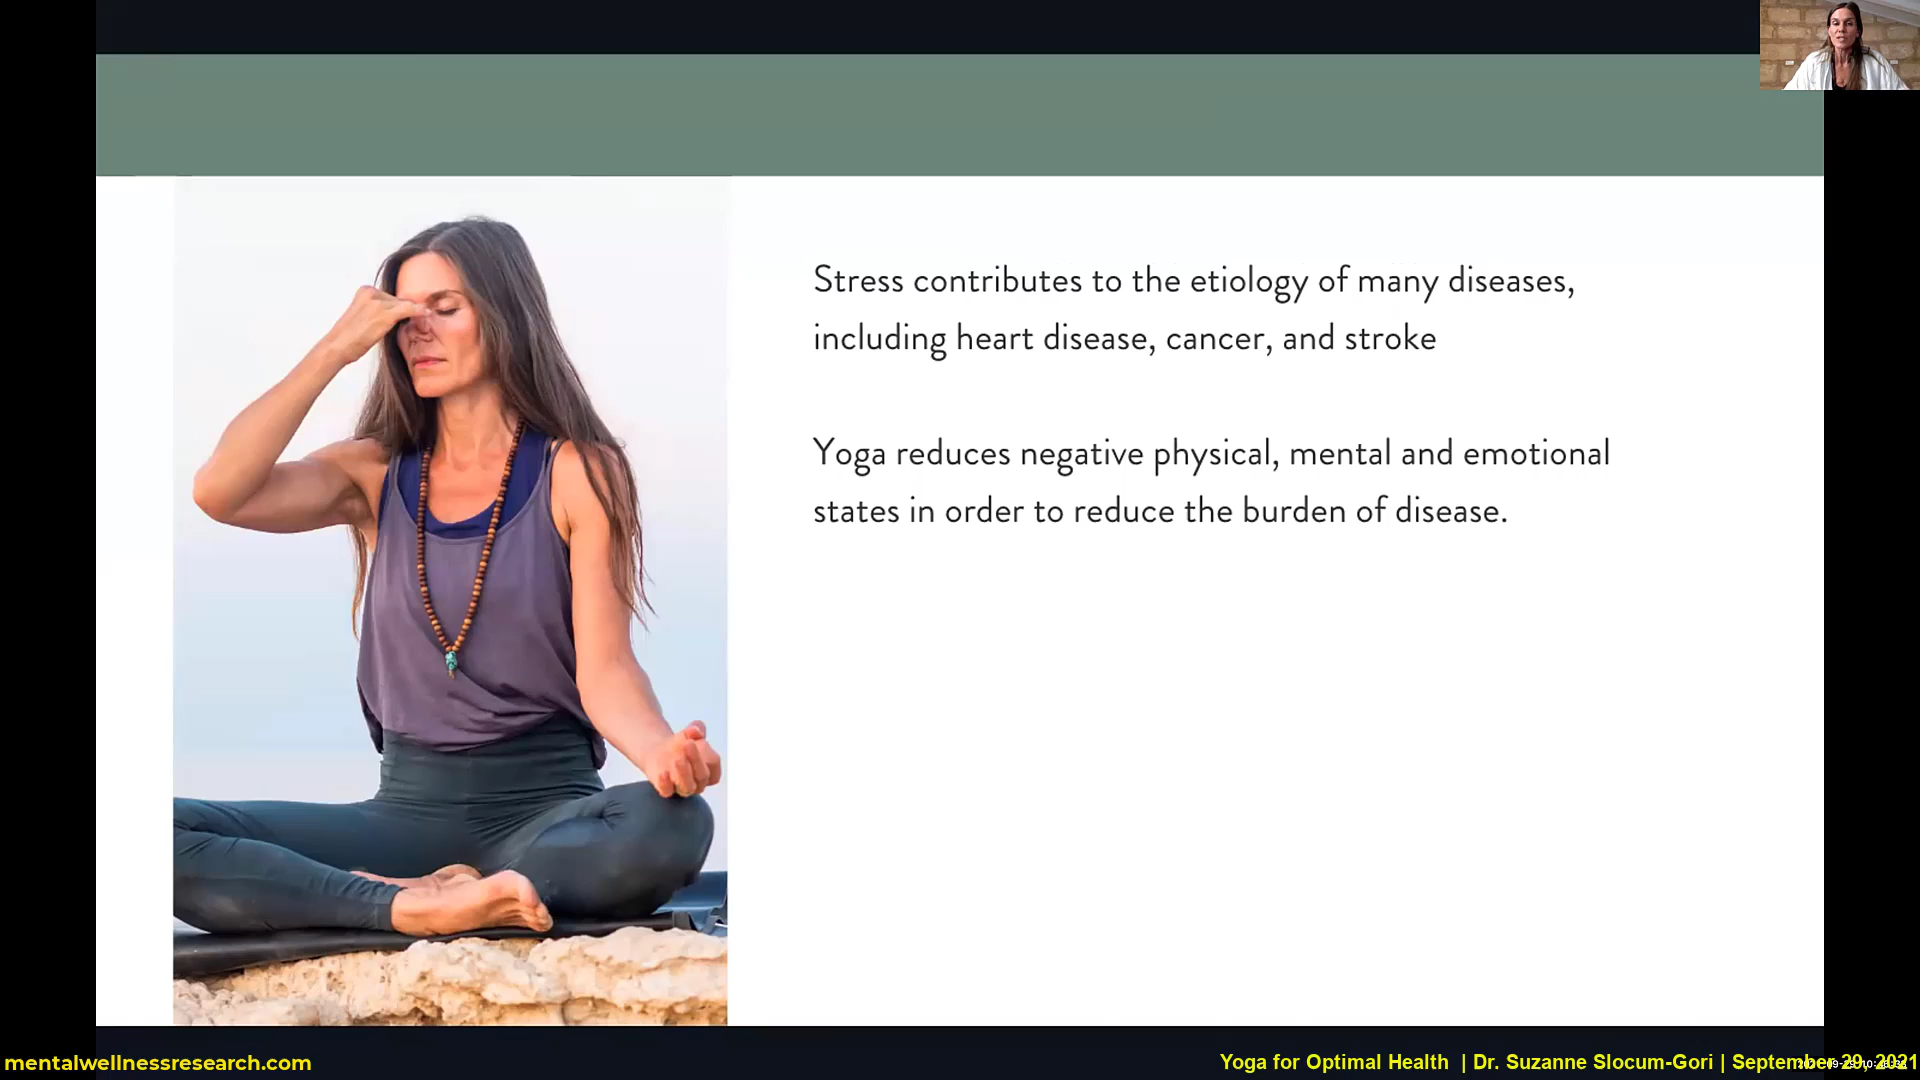 Stress contributes to the etiology of many diseases,
including heart disease, cancer, and stroke
Yoga reduces negative physical, mental and emotional
states in order to reduce the burden of disease.
mentalwellnessresearch.com
Yoga for Optimal Health | Dr. Suzanne Slocum-Gori | September 29, 2021